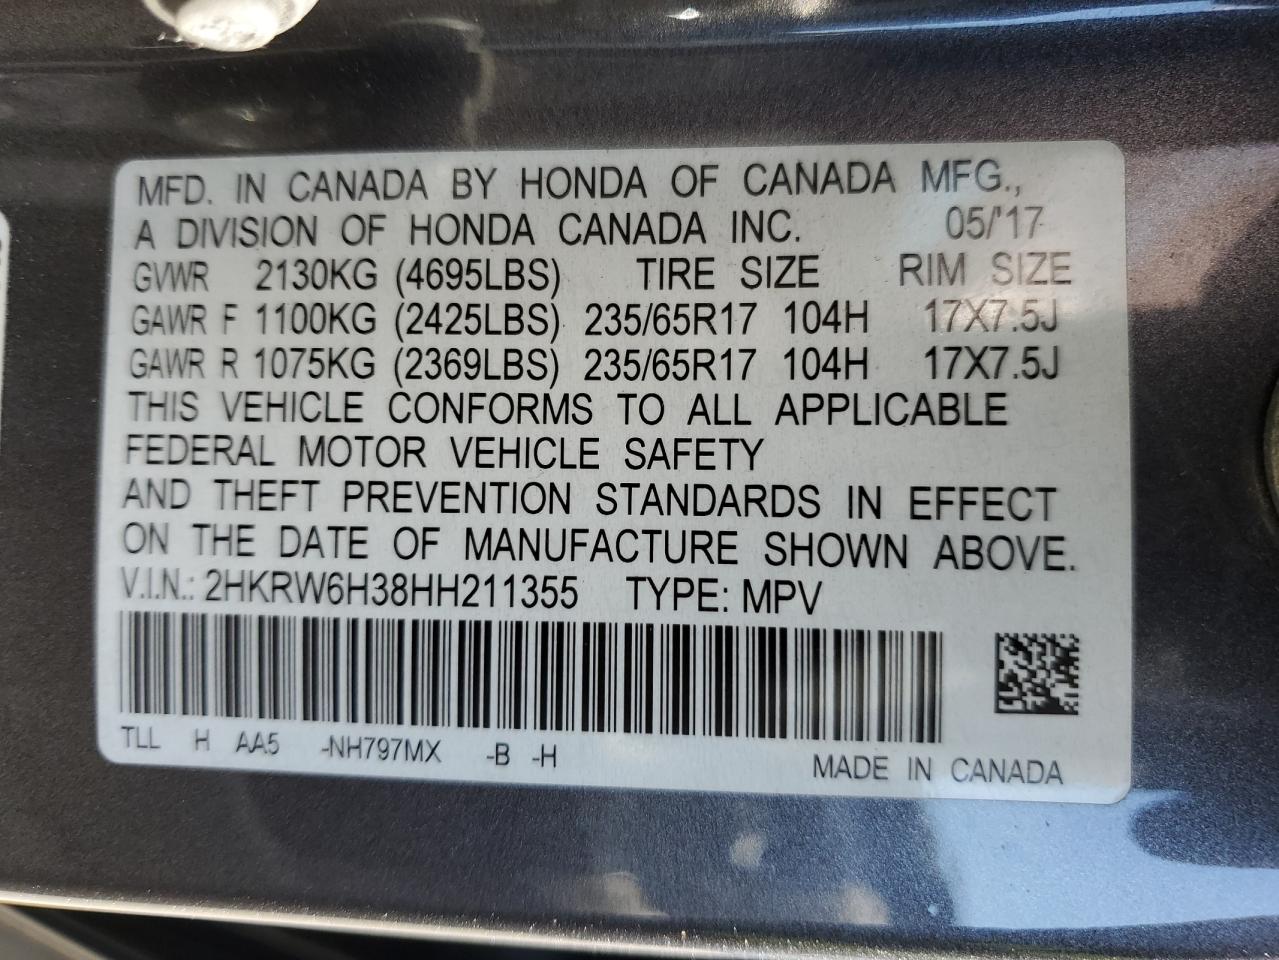 MFD. IN CANADA BY HONDA OF CANADA MFG.,
A DIVISION OF HONDA CANADA INC. 05/'17
GVWR 2130KG (4695LBS) TIRE SIZE RIM SIZE
GAWR F 1100KG (2425LBS) 235/65R17 104H 17X7.5J
GAWR R 1075KG (2369LBS) 235/65R17 104H 17X7.5J
THIS VEHICLE CONFORMS TO ALL APPLICABLE
FEDERAL MOTOR VEHICLE SAFETY
AND THEFT PREVENTION STANDARDS IN EFFECT
ON THE DATE OF MANUFACTURE SHOWN ABOVE.
V.I.N.: 2HKRW6H38HH211355 TYPE: MPV
TLL H AA5 -NH797MX -B -H MADE IN CANADA